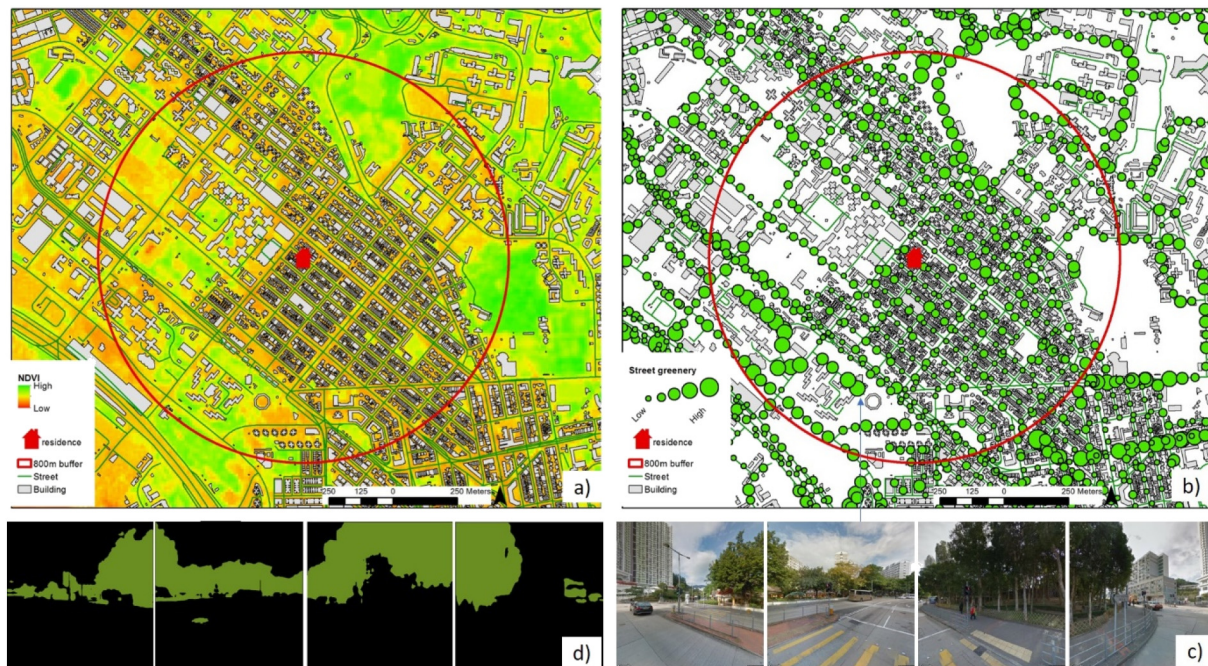 NDVI
High
Low
residence
800m buffer
Street
Building
250 125 0 250 Meters
a)
Street greenery
Low
High
residence
800m buffer
Street
Building
250 125 0 250 Meters
b)
d)
c)